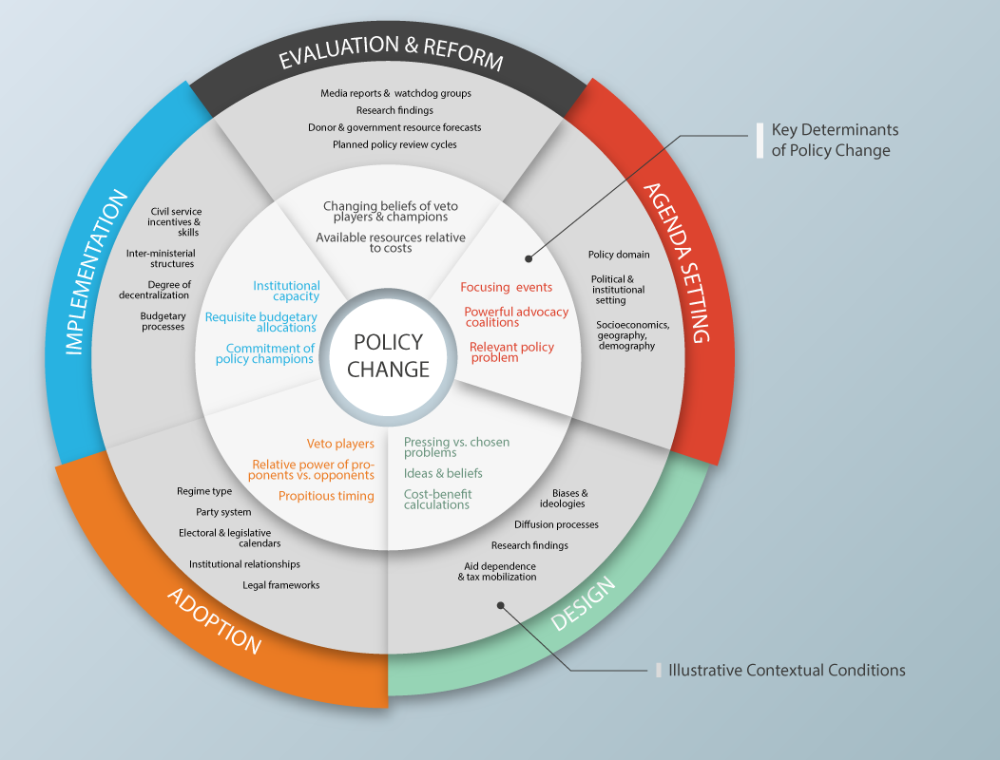 EVALUATION & REFORM
Media reports & watchdog groups
Research findings
Donor & government resource forecasts
Planned policy review cycles
Changing beliefs of veto
players & champions
Available resources relative
to costs
Key Determinants
of Policy Change
AGENDA SETTING
Policy domain
Political &
institutional
setting
Socioeconomics,
geography,
demography
Focusing events
Powerful advocacy
coalitions
Relevant policy
problem
IMPLEMENTATION
Civil service
incentives &
skills
Inter-ministerial
structures
Degree of
decentralization
Budgetary
processes
Institutional
capacity
Requisite budgetary
allocations
Commitment of
policy champions
POLICY
CHANGE
Veto players
Relative power of pro-
ponents vs. opponents
Propitious timing
Pressing vs. chosen
problems
Ideas & beliefs
Cost-benefit
calculations
Regime type
Party system
Electoral & legislative
calendars
Institutional relationships
Legal frameworks
ADOPTION
Biases &
ideologies
Diffusion processes
Research findings
Aid dependence
& tax mobilization
DESIGN
Illustrative Contextual Conditions